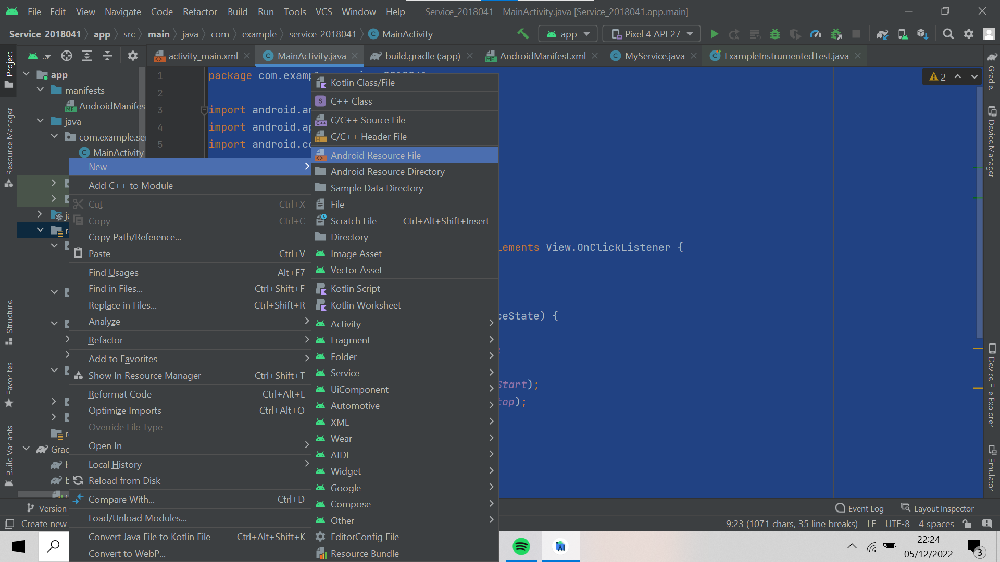 File Edit View Navigate Code Refactor Build Run Tools VCS Window Help Service_2018041 - MainActivity.java [Service_2018041.app.main]
Service_2018041 app src main java com example service_2018041 MainActivity app Pixel 4 API 27
activity_main.xml MainActivity.java build.gradle (:app) AndroidManifest.xml MyService.java ExampleInstrumentedTest.java
Project
Resource Manager
Structure
Favorites
Build Variants
app
manifests
AndroidManifes
java
com.example.se
MainActivity
Grac
1 package com.examp
2
3 import android.an
4 import android.ap
5 import android.co
lements View.OnClickListener {
ceState) {
;
Start);
top);
2
New
Add C++ to Module
Cut Ctrl+X
Copy Ctrl+C
Copy Path/Reference...
Paste Ctrl+V
Find Usages Alt+F7
Find in Files... Ctrl+Shift+F
Replace in Files... Ctrl+Shift+R
Analyze
Refactor
Add to Favorites
Show In Resource Manager Ctrl+Shift+T
Reformat Code Ctrl+Alt+L
Optimize Imports Ctrl+Alt+O
Override File Type
Open In
Local History
Reload from Disk
Compare With... Ctrl+D
Load/Unload Modules...
Convert Java File to Kotlin File Ctrl+Alt+Shift+K
Convert to WebP...
Kotlin Class/File
C++ Class
C/C++ Source File
C/C++ Header File
Android Resource File
Android Resource Directory
Sample Data Directory
File
Scratch File Ctrl+Alt+Shift+Insert
Directory
Image Asset
Vector Asset
Kotlin Script
Kotlin Worksheet
Activity
Fragment
Folder
Service
UiComponent
Automotive
XML
Wear
AIDL
Widget
Google
Compose
Other
EditorConfig File
Resource Bundle
Gradle
Device Manager
Device File Explorer
Emulator
Version
Event Log Layout Inspector
Create new
9:23 (1071 chars, 35 line breaks) LF UTF-8 4 spaces
22:24
05/12/2022
3